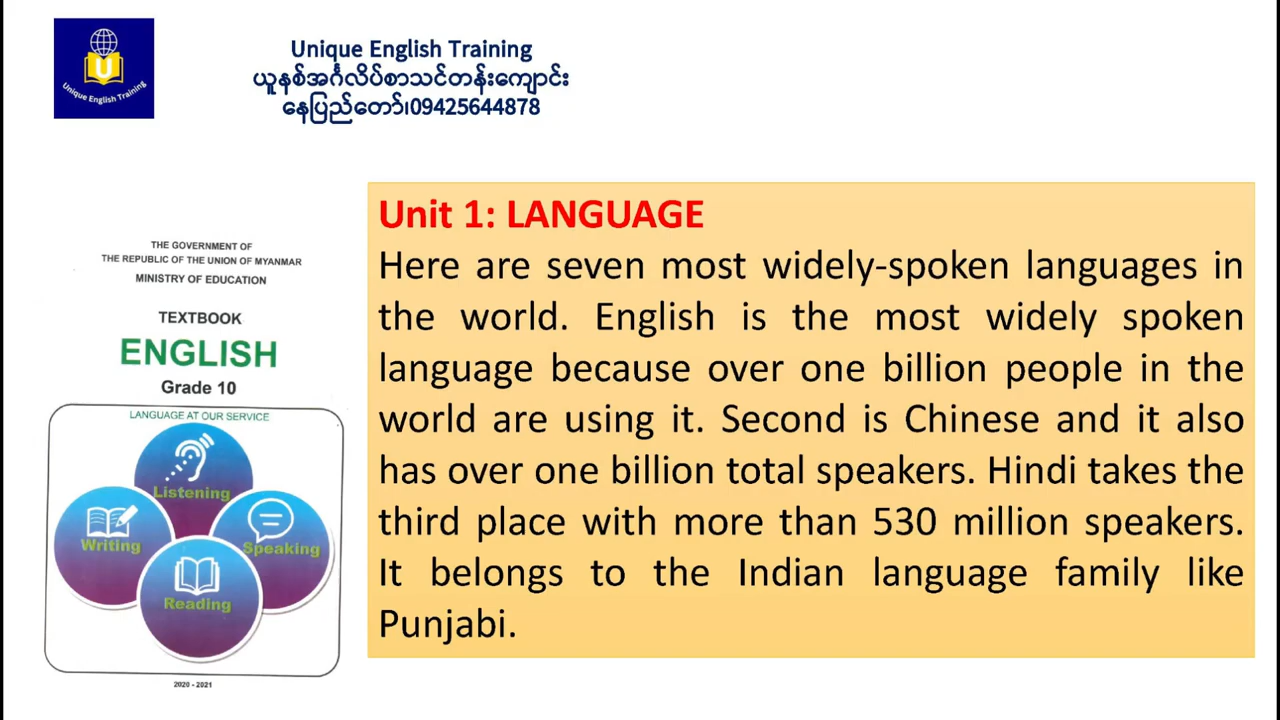 U
Unique English Training
Unique English Training
ယူနစ်အင်္ဂလိပ်စာသင်တန်းကျောင်း
နေပြည်တော်၊09425644878
THE GOVERNMENT OF
THE REPUBLIC OF THE UNION OF MYANMAR
MINISTRY OF EDUCATION
TEXTBOOK
ENGLISH
Grade 10
LANGUAGE AT OUR SERVICE
Listening
Writing
Speaking
Reading
2020 - 2021
Unit 1: LANGUAGE
Here are seven most widely-spoken languages in
the world. English is the most widely spoken
language because over one billion people in the
world are using it. Second is Chinese and it also
has over one billion total speakers. Hindi takes the
third place with more than 530 million speakers.
It belongs to the Indian language family like
Punjabi.